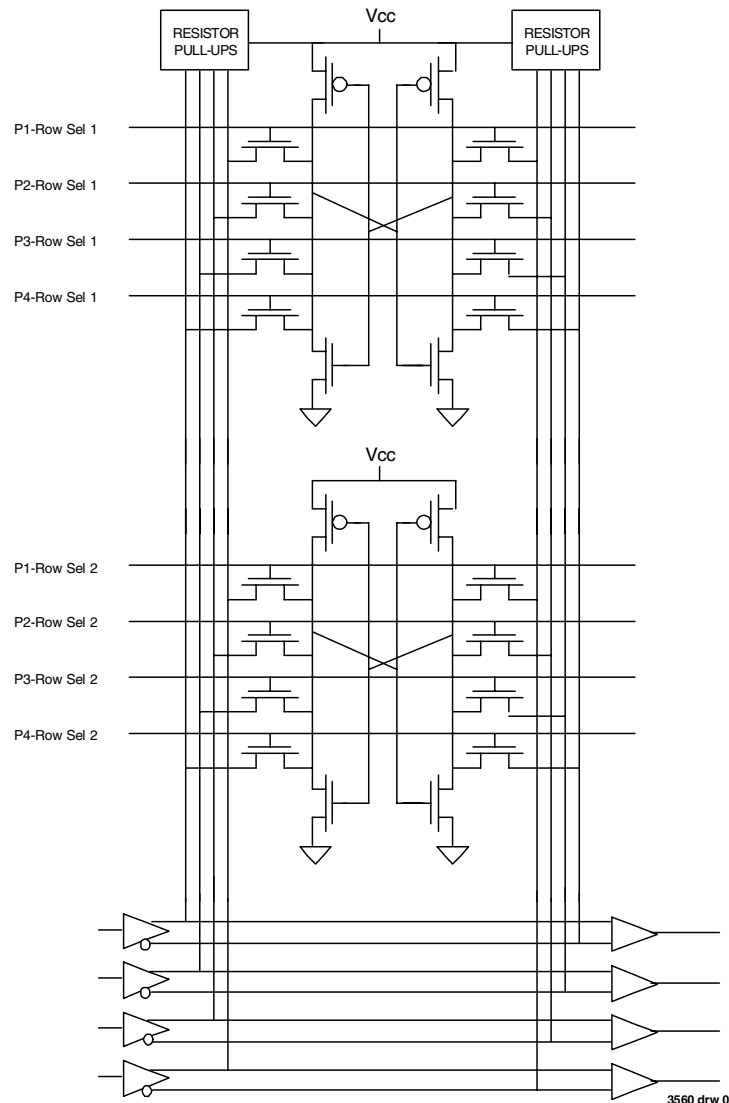 Vcc
RESISTOR
PULL-UPS
RESISTOR
PULL-UPS
P1-Row Sel 1
P2-Row Sel 1
P3-Row Sel 1
P4-Row Sel 1
Vcc
P1-Row Sel 2
P2-Row Sel 2
P3-Row Sel 2
P4-Row Sel 2
3560 drw 0